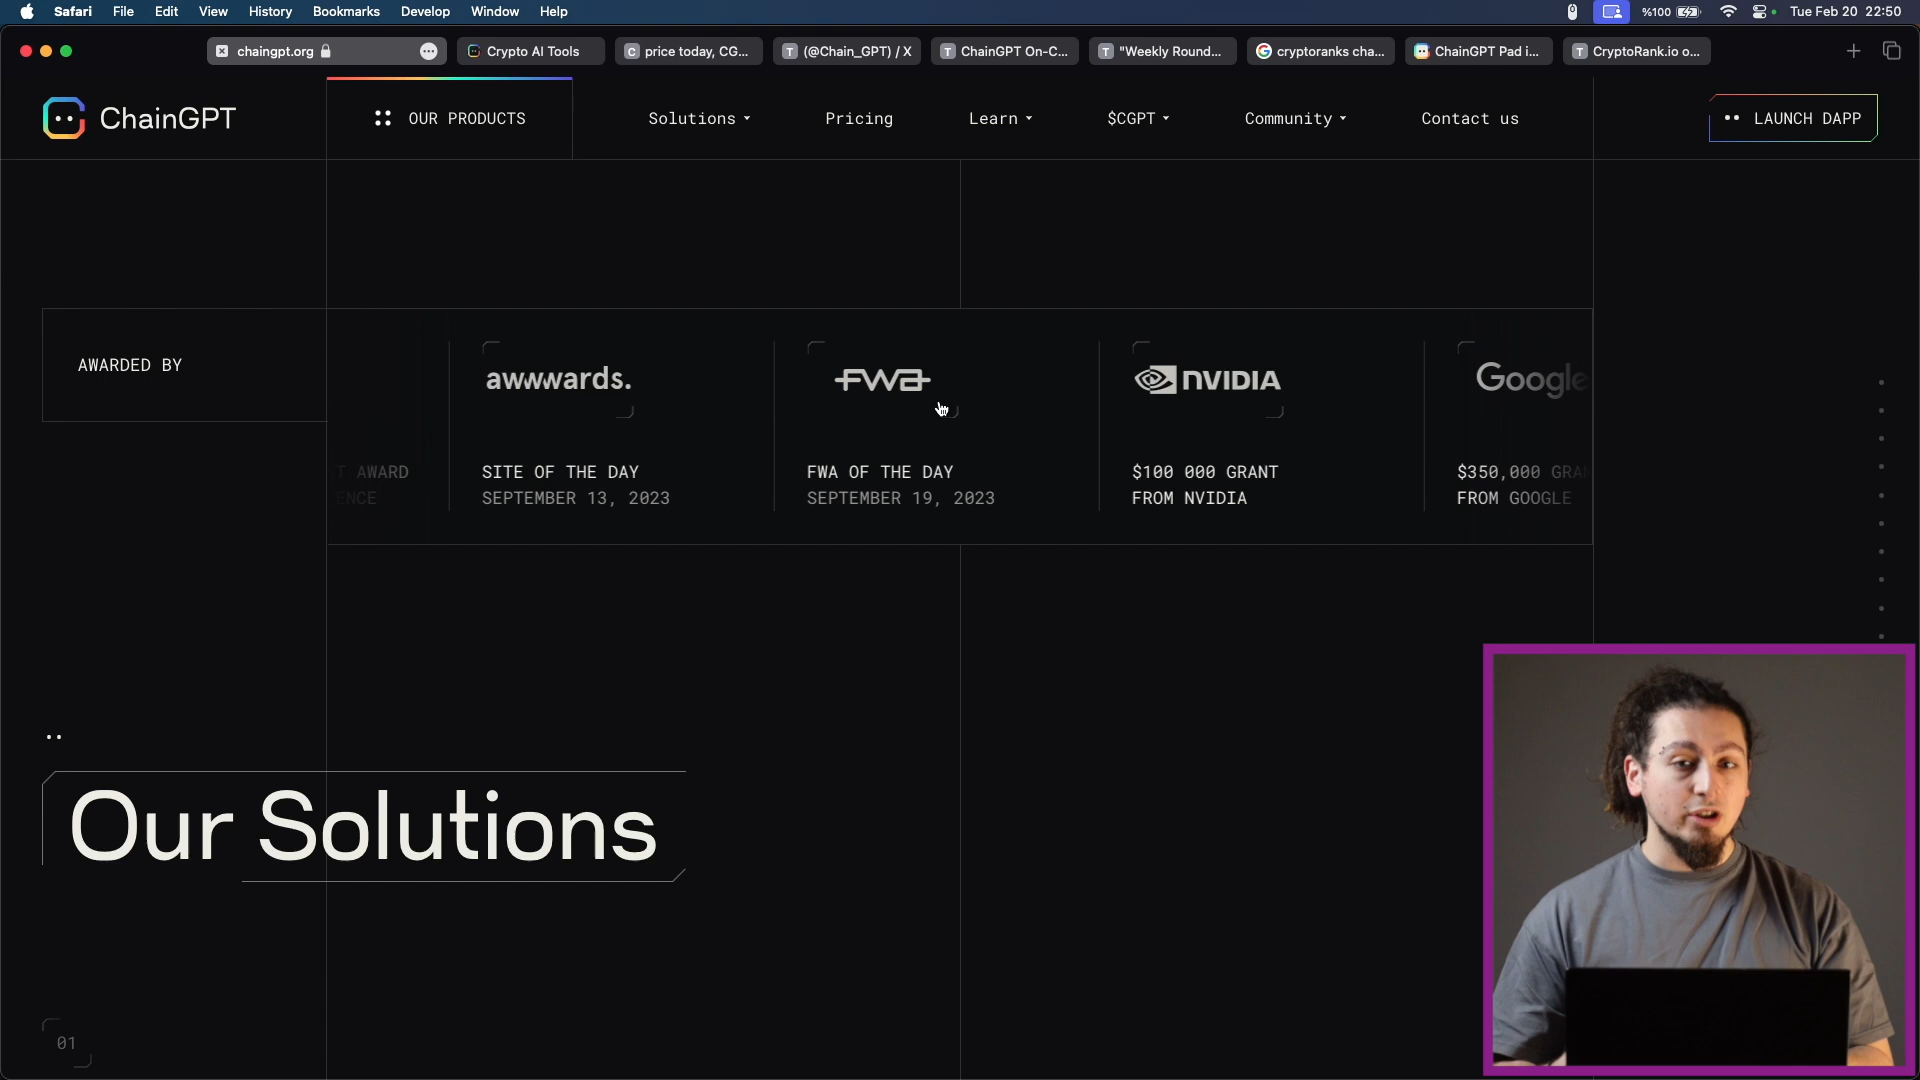 Safari File Edit View History Bookmarks Develop Window Help %100 Tue Feb 20 22:50
chaingpt.org Crypto AI Tools C price today, CG... T (@Chain_GPT) / X T ChainGPT On-C... T "Weekly Round... G cryptoranks cha... ChainGPT Pad i... T CryptoRank.io o...
ChainGPT OUR PRODUCTS Solutions Pricing Learn $CGPT Community Contact us LAUNCH DAPP
AWARDED BY
awwwards. FWA NVIDIA Google
T AWARD SITE OF THE DAY FWA OF THE DAY $100 000 GRANT $350,000 GRAN
ENCE SEPTEMBER 13, 2023 SEPTEMBER 19, 2023 FROM NVIDIA FROM GOOGLE
Our Solutions
01